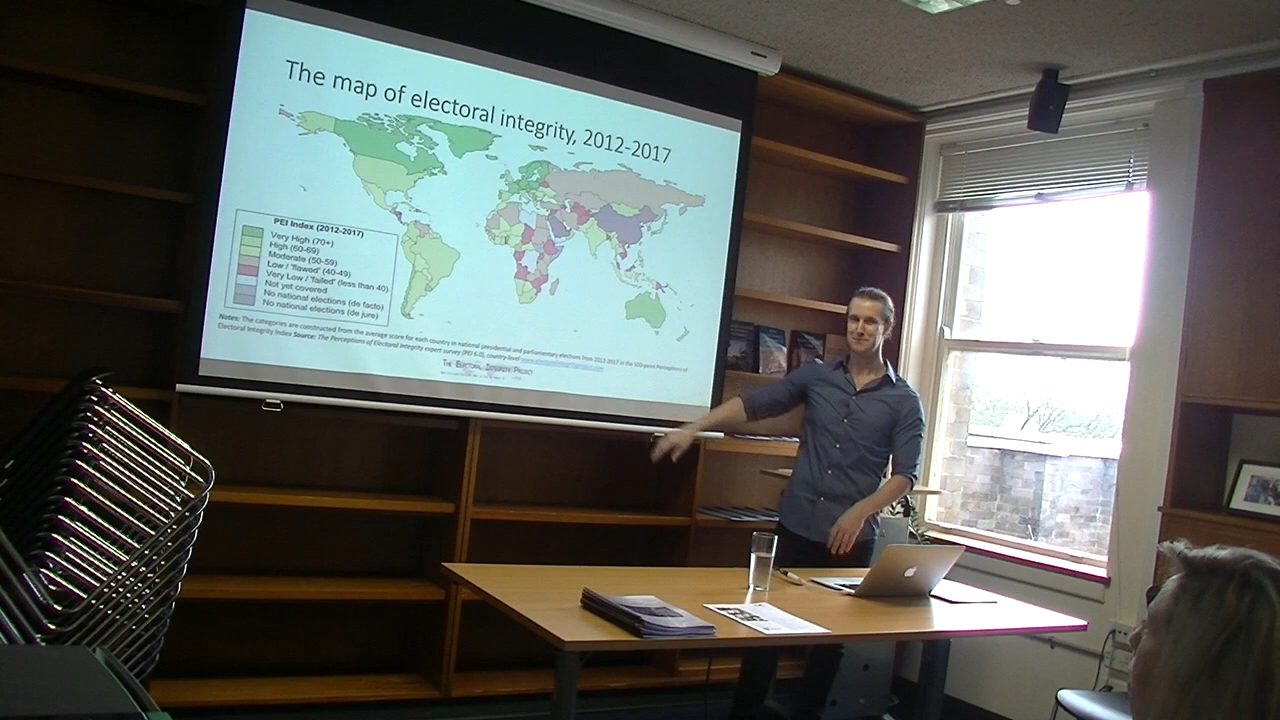 The map of electoral integrity, 2012-2017
PEI Index (2012-2017)
Very High (70+)
High (60-69)
Moderate (50-59)
Low / 'flawed' (40-49)
Very Low / 'failed' (less than 40)
Not yet covered
No national elections (de facto)
No national elections (de jure)
Notes: The categories are constructed from the average score for each country in national (presidential and parliamentary elections from 2012-2017 in the 100-point Perceptions of
Electoral Integrity Index Source: The Perceptions of Electoral Integrity expert survey (PEI 6.0), country-level
THE ELECTORAL INTEGRITY PROJECT